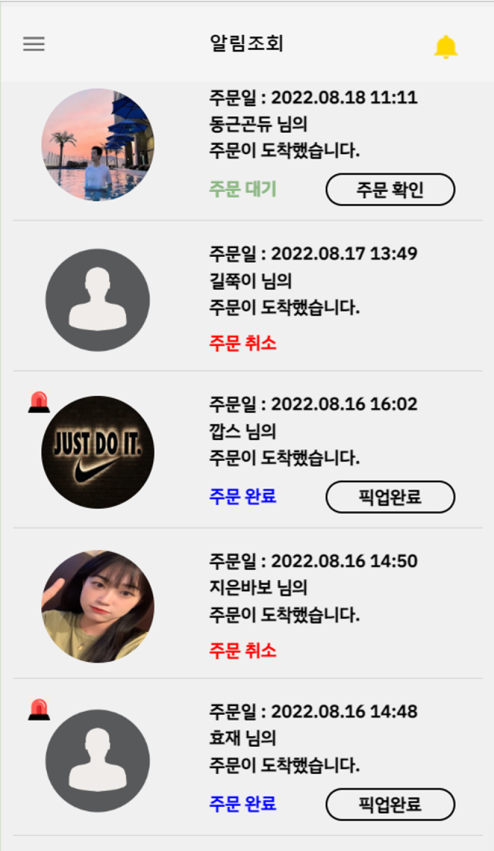 알림조회
주문일 : 2022.08.18 11:11
동근곤듀 님의
주문이 도착했습니다.
주문 대기
주문 확인
주문일 : 2022.08.17 13:49
길쭉이 님의
주문이 도착했습니다.
주문 취소
JUST DO IT.
주문일 : 2022.08.16 16:02
깝스 님의
주문이 도착했습니다.
주문 완료
픽업완료
주문일 : 2022.08.16 14:50
지은바보 님의
주문이 도착했습니다.
주문 취소
주문일 : 2022.08.16 14:48
효재 님의
주문이 도착했습니다.
주문 완료
픽업완료